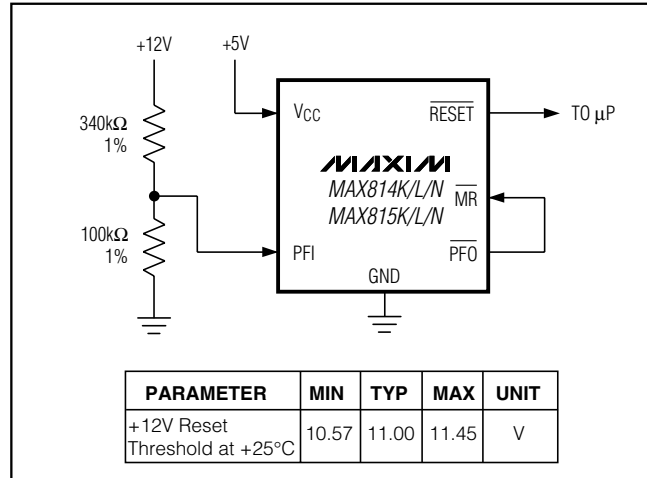 +12V
+5V
340kΩ
1%
100kΩ
1%
VCC
RESET
TO μP
MAXIM
MAX814K/L/N
MAX815K/L/N
MR
PFI
PFO
GND
PARAMETER MIN TYP MAX UNIT
+12V Reset
Threshold at +25°C 10.57 11.00 11.45 V